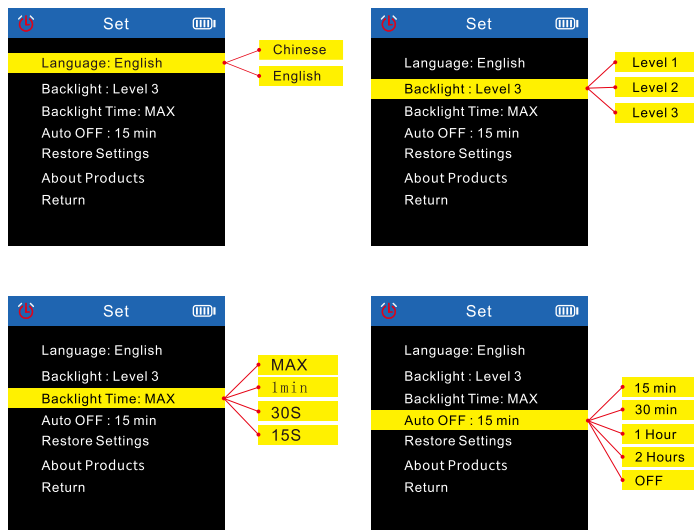 Set
Language: English
Backlight : Level 3
Backlight Time: MAX
Auto OFF : 15 min
Restore Settings
About Products
Return
Chinese
English
Set
Language: English
Backlight : Level 3
Backlight Time: MAX
Auto OFF : 15 min
Restore Settings
About Products
Return
Level 1
Level 2
Level 3
Set
Language: English
Backlight : Level 3
Backlight Time: MAX
Auto OFF : 15 min
Restore Settings
About Products
Return
MAX
1min
30S
15S
Set
Language: English
Backlight : Level 3
Backlight Time: MAX
Auto OFF : 15 min
Restore Settings
About Products
Return
15 min
30 min
1 Hour
2 Hours
OFF